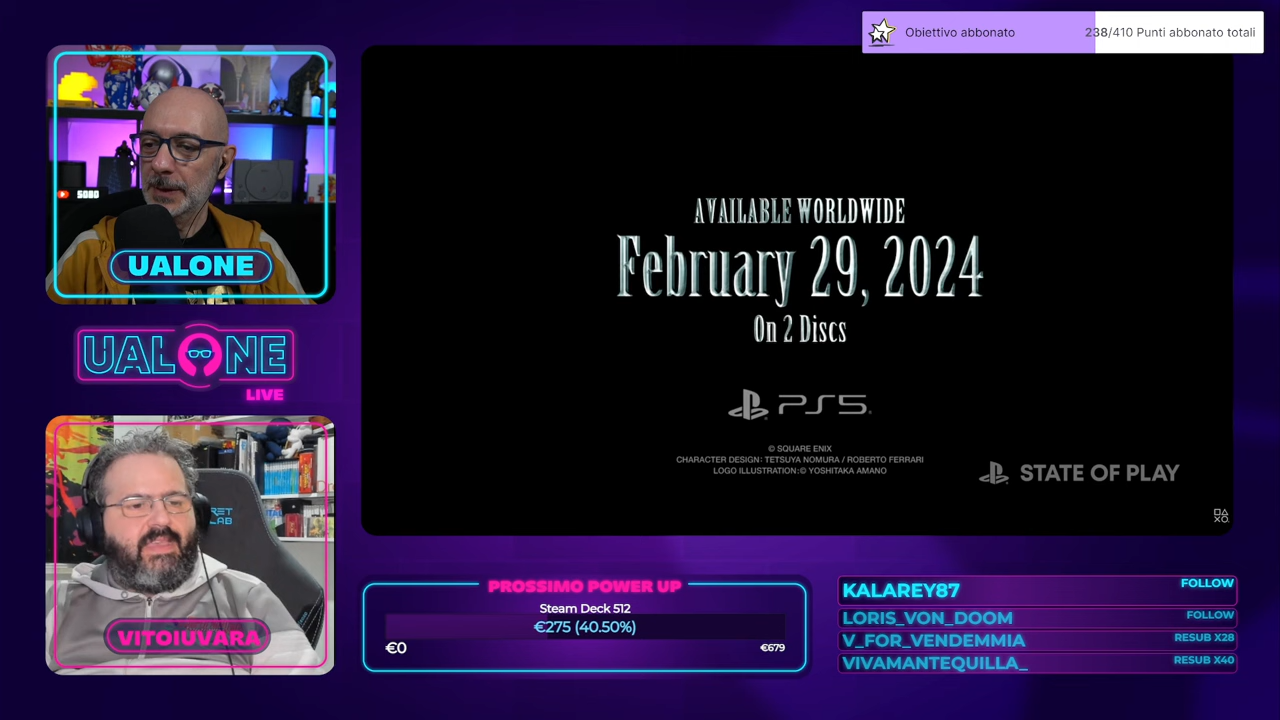 Obiettivo abbonato
238/410 Punti abbonato totali
SOBO
UALONE
AVAILABLE WORLDWIDE
February 29, 2024
On 2 Discs
PS5
© SQUARE ENIX
CHARACTER DESIGN: TETSUYA NOMURA / ROBERTO FERRARI
LOGO ILLUSTRATION:© YOSHITAKA AMANO
STATE OF PLAY
UALONE
LIVE
VITOIUVARA
PROSSIMO POWER UP
Steam Deck 512
€275 (40.50%)
€0
€679
KALAREY87
FOLLOW
LORIS_VON_DOOM
FOLLOW
V_FOR_VENDEMMIA
RESUB X28
VIVAMANTEQUILLA_
RESUB X40